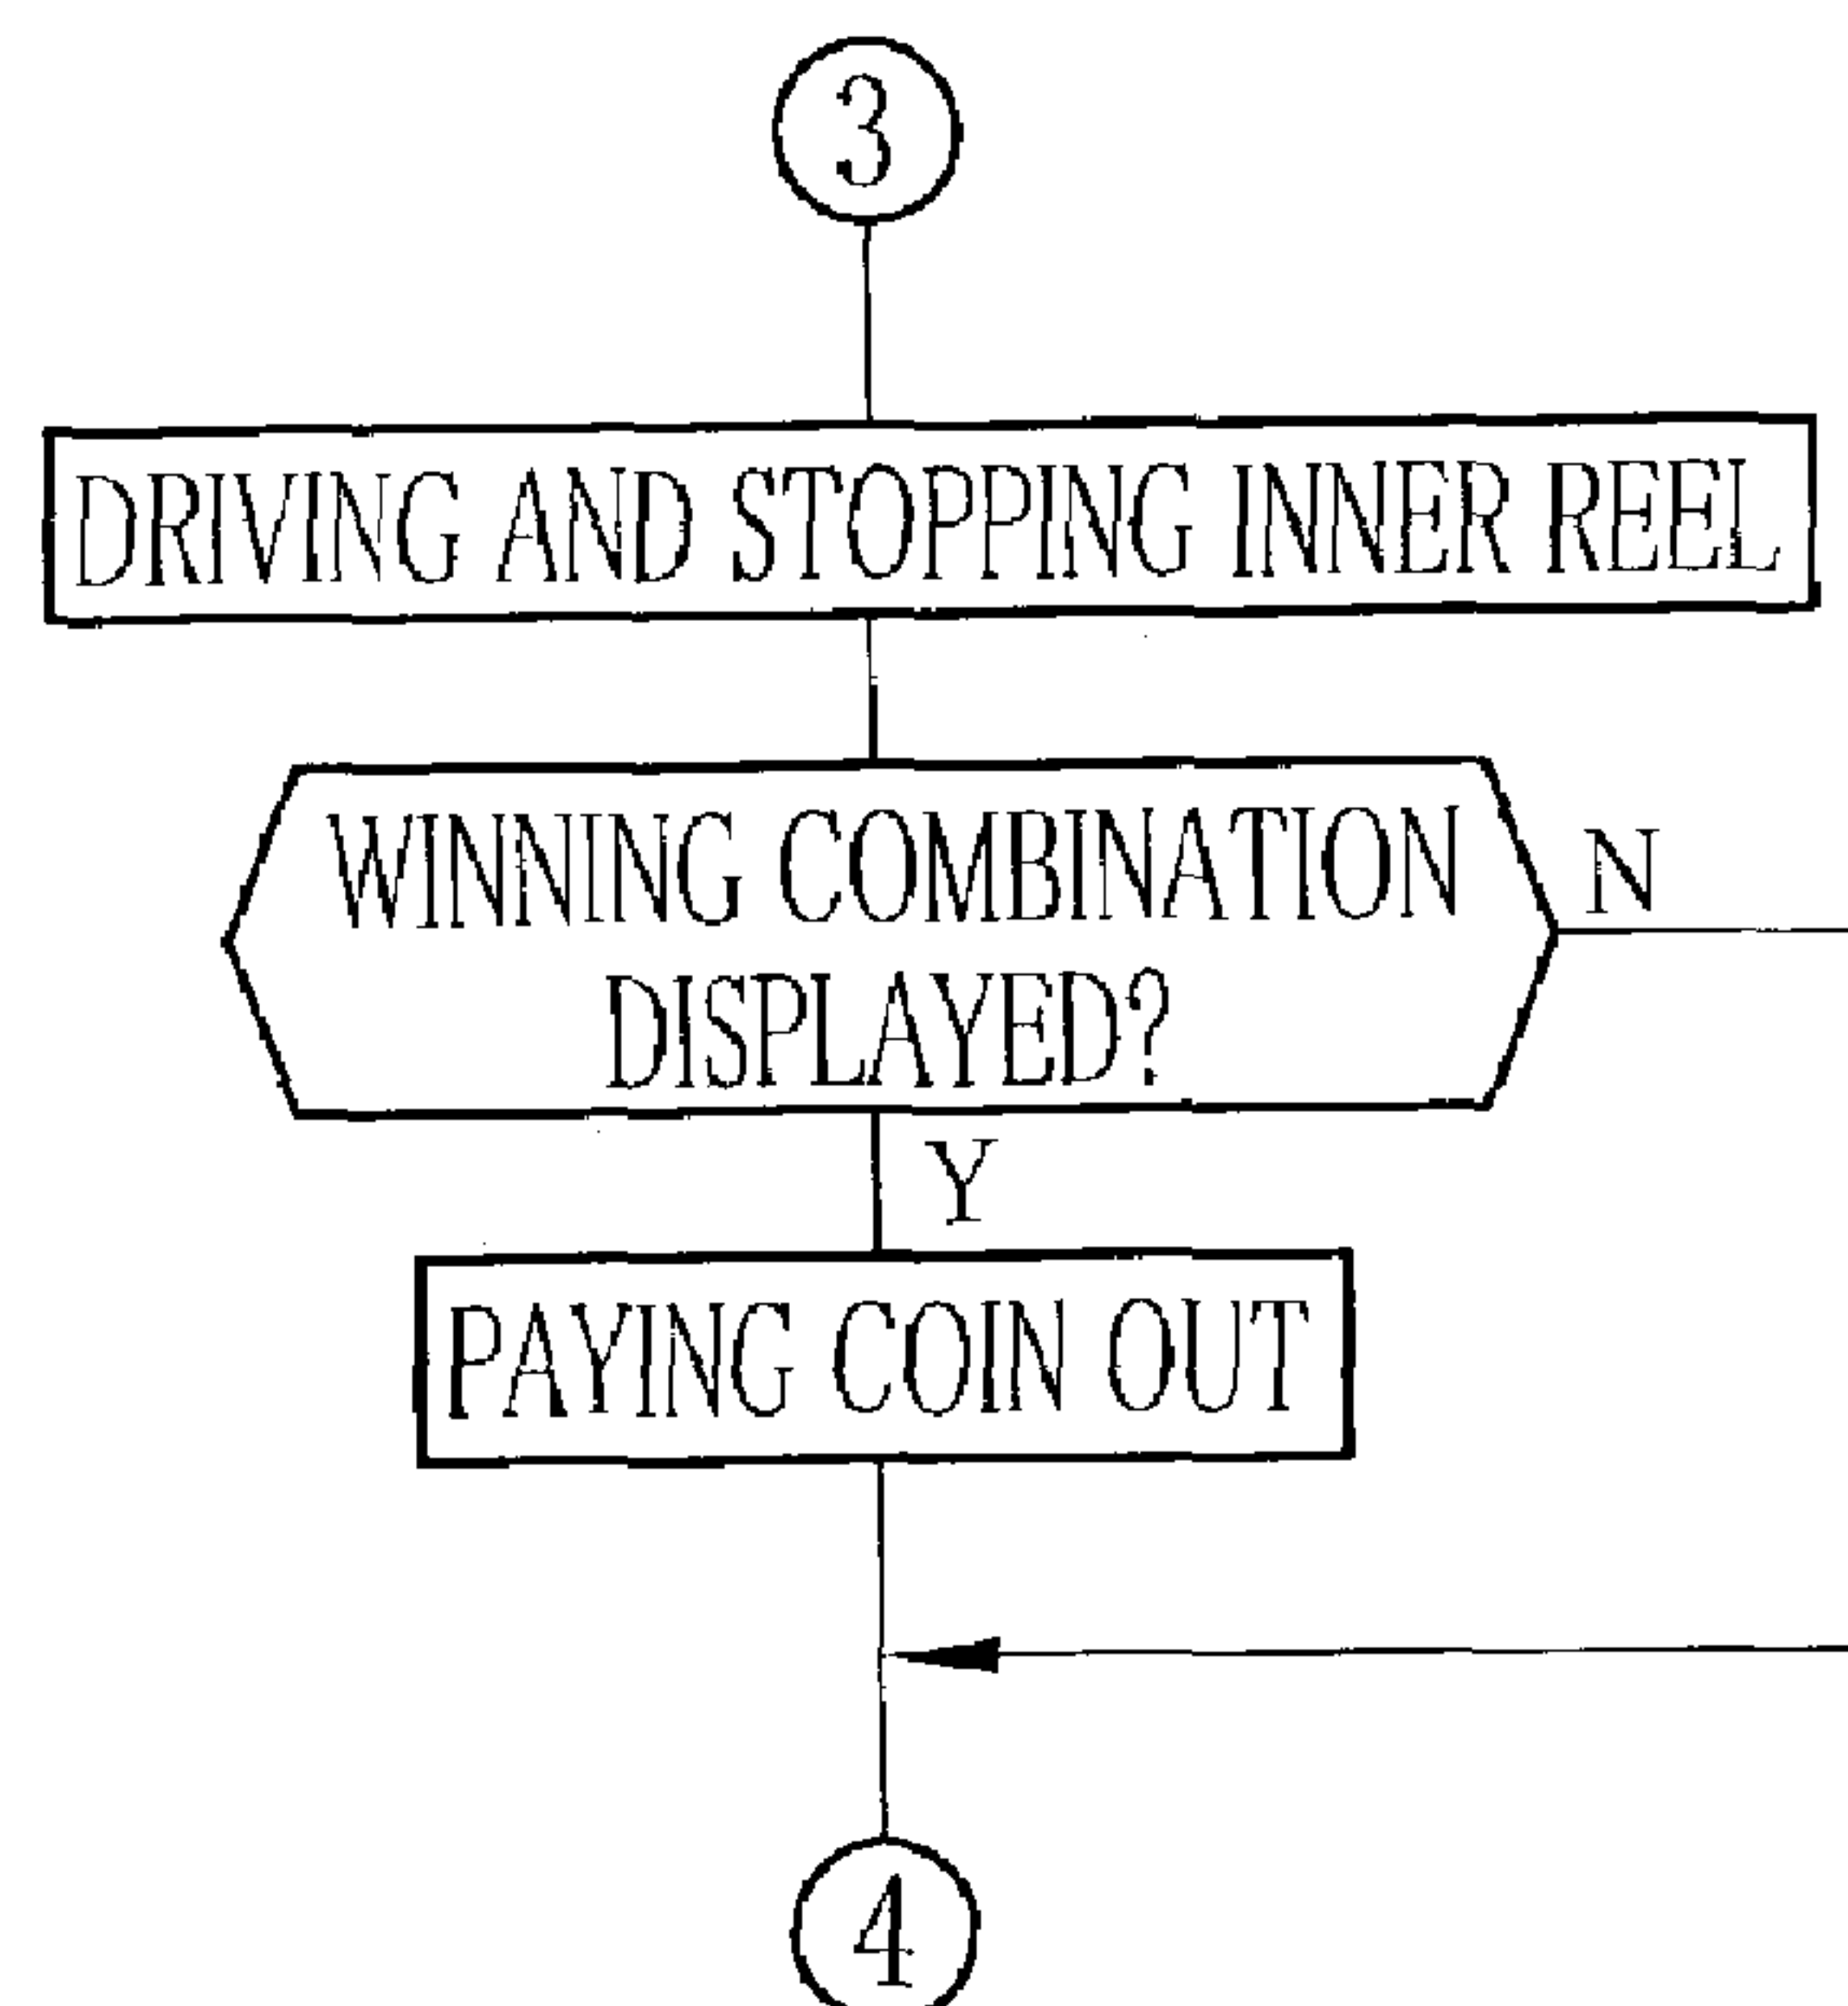 3
DRIVING AND STOPPING INNER REEL
WINNING COMBINATION
DISPLAYED?
N
Y
PAYING COIN OUT
4